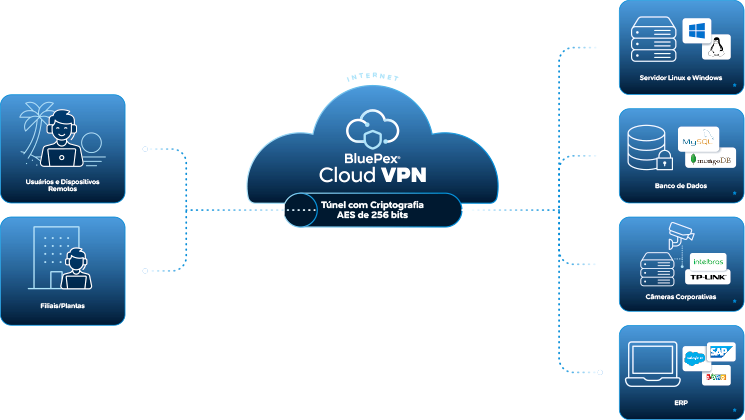 INTERNET
BluePex®
Cloud VPN
Túnel com Criptografia
AES de 256 bits
Usuários e Dispositivos
Remotos
Filiais/Plantas
Servidor Linux e Windows
MySQL
mongoDB
Banco de Dados
intelbras
TP-LINK
Câmeras Corporativas
salesforce
SAP
ERP